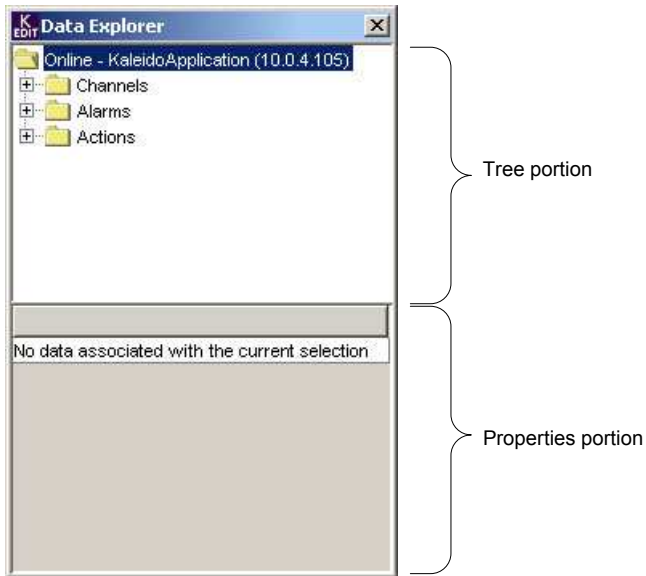 K EDIT Data Explorer
Online - KaleidoApplication (10.0.4.105)
Channels
Alarms
Actions
Tree portion
No data associated with the current selection
Properties portion